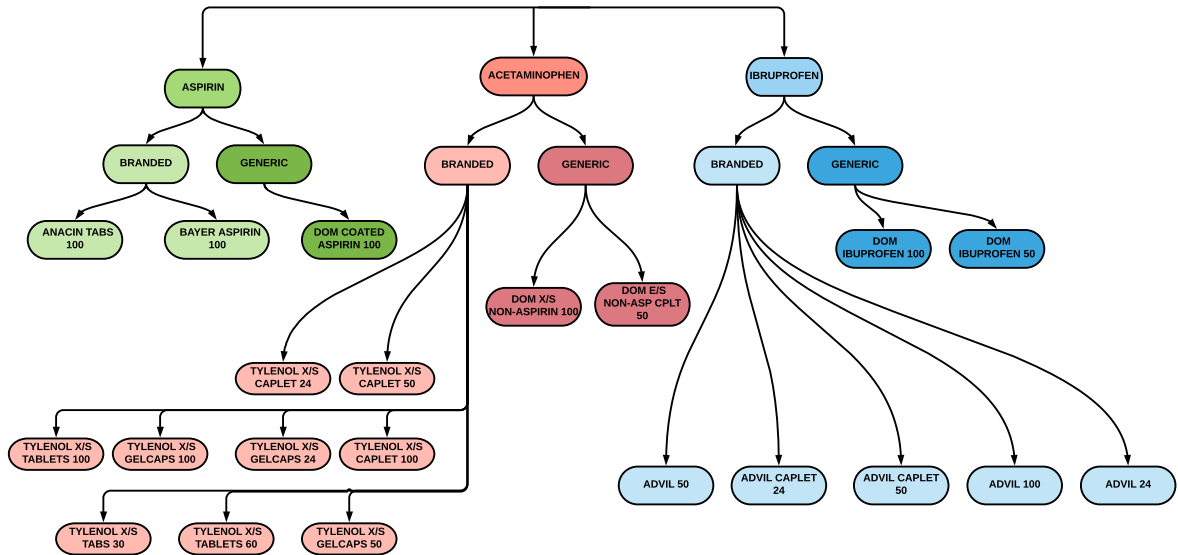 ASPIRIN
ACETAMINOPHEN
IBRUPROFEN
BRANDED
GENERIC
BRANDED
GENERIC
BRANDED
GENERIC
ANACIN TABS
100
BAYER ASPIRIN
100
DOM COATED
ASPIRIN 100
DOM
IBUPROFEN 100
DOM
IBUPROFEN 50
DOM X/S
NON-ASPIRIN 100
DOM E/S
NON-ASP CPLT
50
TYLENOL X/S
CAPLET 24
TYLENOL X/S
CAPLET 50
TYLENOL X/S
TABLETS 100
TYLENOL X/S
GELCAPS 100
TYLENOL X/S
GELCAPS 24
TYLENOL X/S
CAPLET 100
ADVIL 50
ADVIL CAPLET
24
ADVIL CAPLET
50
ADVIL 100
ADVIL 24
TYLENOL X/S
TABS 30
TYLENOL X/S
TABLETS 60
TYLENOL X/S
GELCAPS 50